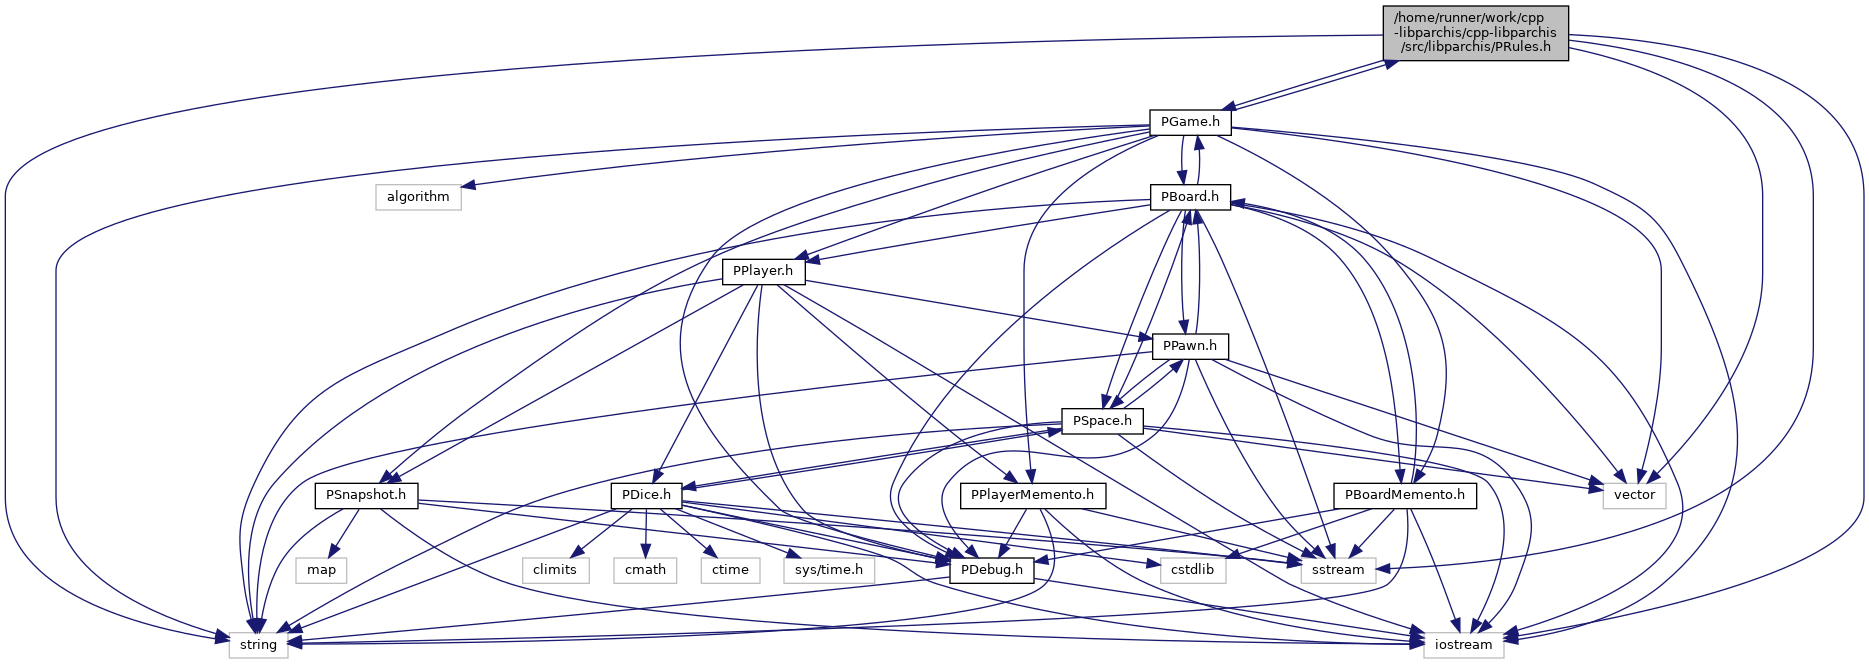 /home/runner/work/cpp
-libparchis/cpp-libparchis
/src/libparchis/PRules.h
PGame.h
algorithm
PBoard.h
PPlayer.h
PPawn.h
PSpace.h
PSnapshot.h
PDice.h
PPlayerMemento.h
PBoardMemento.h
vector
map
climits
cmath
ctime
sys/time.h
PDebug.h
cstdlib
sstream
string
iostream